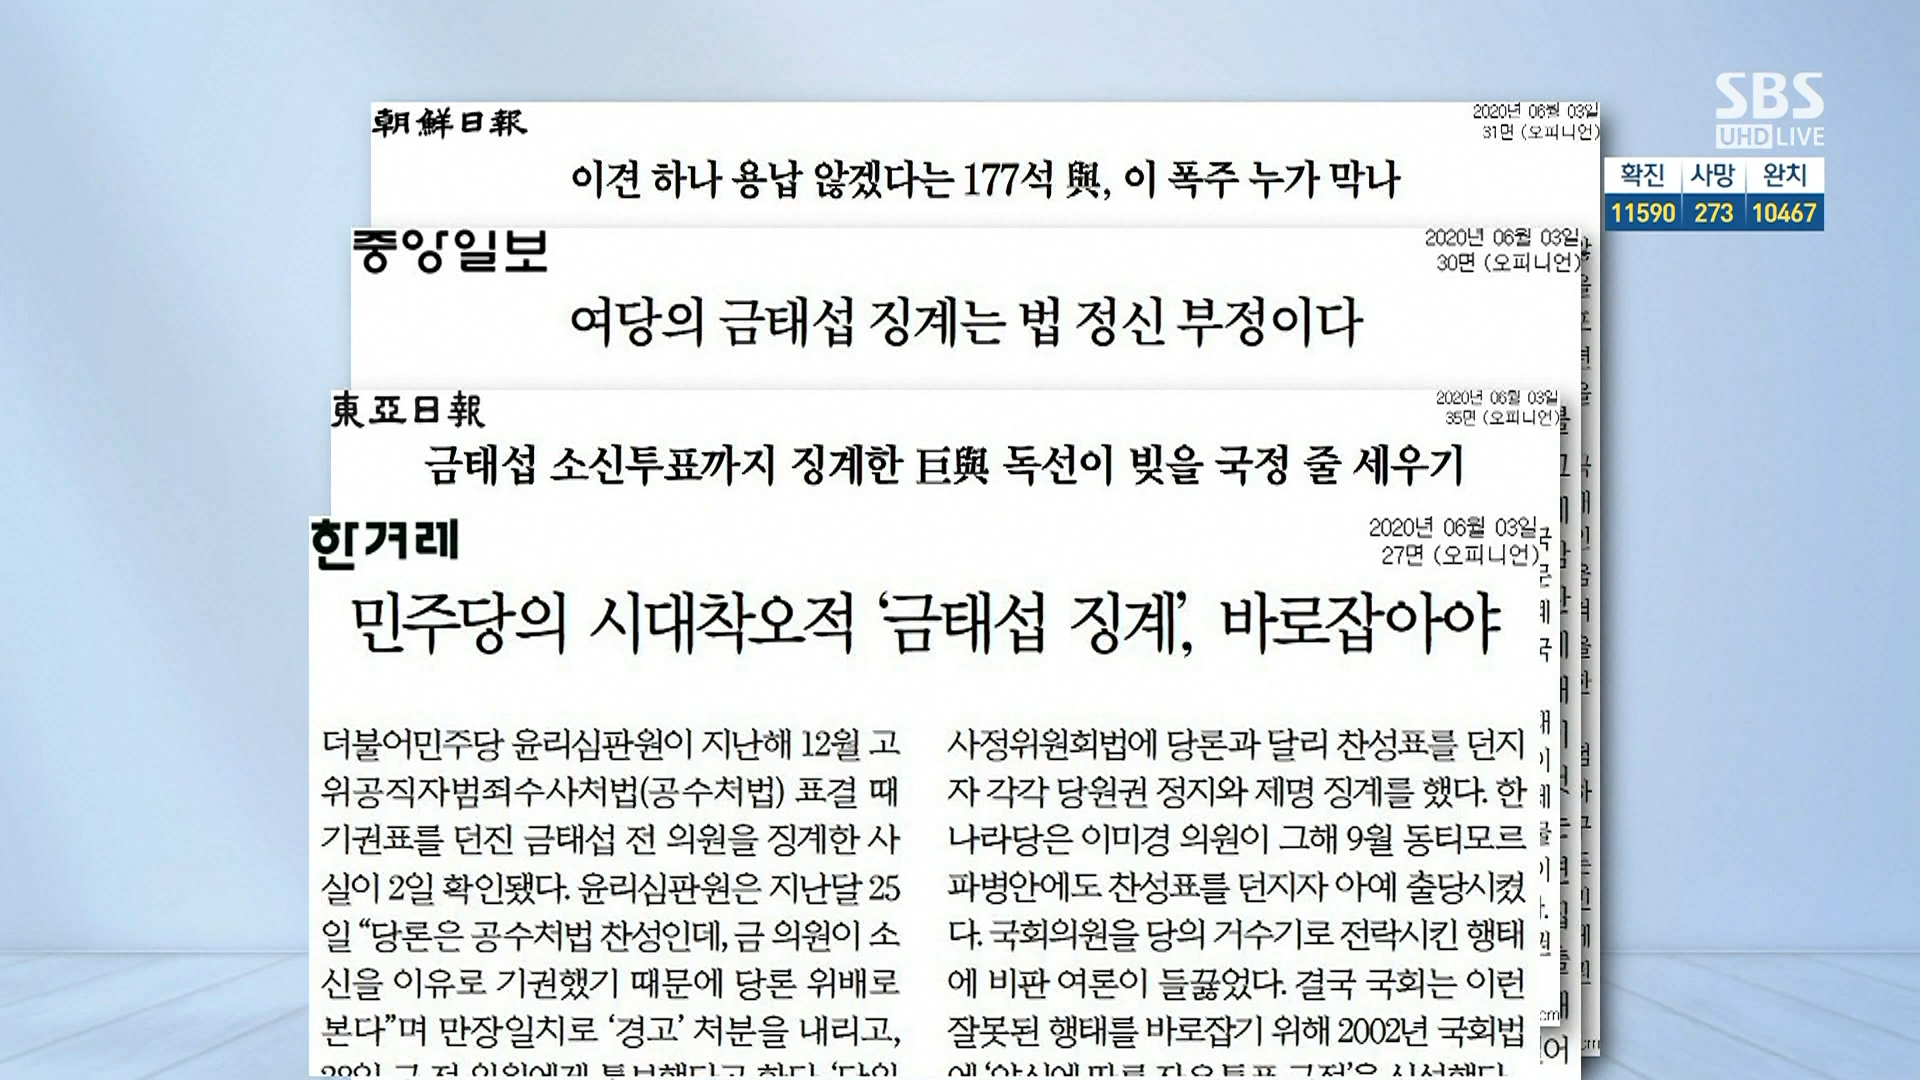 SBS
UHD LIVE
확진 사망 완치
11590 273 10467
朝鮮日報
2020년 06월 03일
31면 (오피니언)
이견 하나 용납 않겠다는 177석 與, 이 폭주 누가 막나
중앙일보
2020년 06월 03일
30면 (오피니언)
여당의 금태섭 징계는 법 정신 부정이다
東亞日報
2020년 06월 03일
35면 (오피니언)
금태섭 소신투표까지 징계한 巨與 독선이 빚을 국정 줄 세우기
한겨레
2020년 06월 03일
27면 (오피니언)
민주당의 시대착오적 ‘금태섭 징계’, 바로잡아야
더불어민주당 윤리심판원이 지난해 12월 고
위공직자범죄수사처법(공수처법) 표결 때
기권표를 던진 금태섭 전 의원을 징계한 사
실이 2일 확인됐다. 윤리심판원은 지난달 25
일 “당론은 공수처법 찬성인데, 금 의원이 소
신을 이유로 기권했기 때문에 당론 위배로
본다”며 만장일치로 ‘경고’ 처분을 내리고,
사정위원회법에 당론과 달리 찬성표를 던지
자 각각 당원권 정지와 제명 징계를 했다. 한
나라당은 이미경 의원이 그해 9월 동티모르
파병안에도 찬성표를 던지자 아예 출당시켰
다. 국회의원을 당의 거수기로 전락시킨 행태
에 비판 여론이 들끓었다. 결국 국회는 이런
잘못된 행태를 바로잡기 위해 2002년 국회법